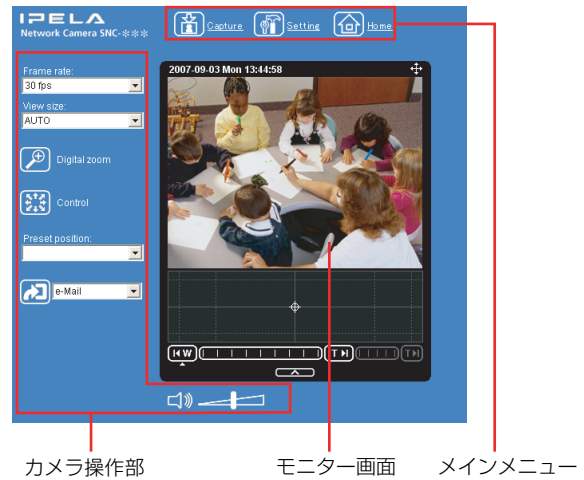 IPELA
Network Camera SNC-✽✽✽
Capture
Setting
Home
Frame rate:
30 fps
View size:
AUTO
Digital zoom
Control
Preset position:
e-Mail
2007-09-03 Mon 13:44:58
W
T
T
カメラ操作部
モニター画面
メインメニュー